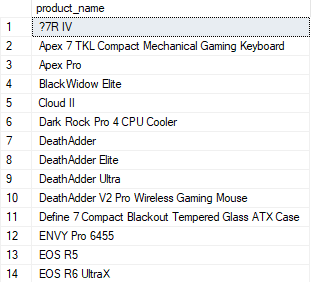 product_name
1 ?7R IV
2 Apex 7 TKL Compact Mechanical Gaming Keyboard
3 Apex Pro
4 BlackWidow Elite
5 Cloud II
6 Dark Rock Pro 4 CPU Cooler
7 DeathAdder
8 DeathAdder Elite
9 DeathAdder Ultra
10 DeathAdder V2 Pro Wireless Gaming Mouse
11 Define 7 Compact Blackout Tempered Glass ATX Case
12 ENVY Pro 6455
13 EOS R5
14 EOS R6 UltraX